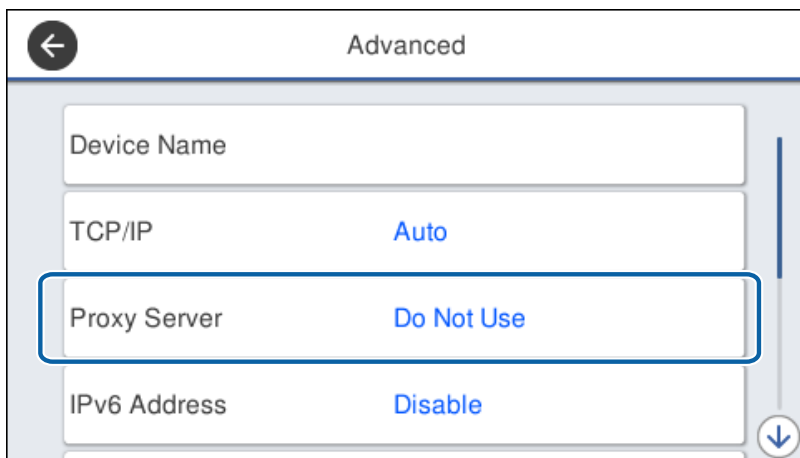 Advanced
Device Name
TCP/IP Auto
Proxy Server Do Not Use
IPv6 Address Disable